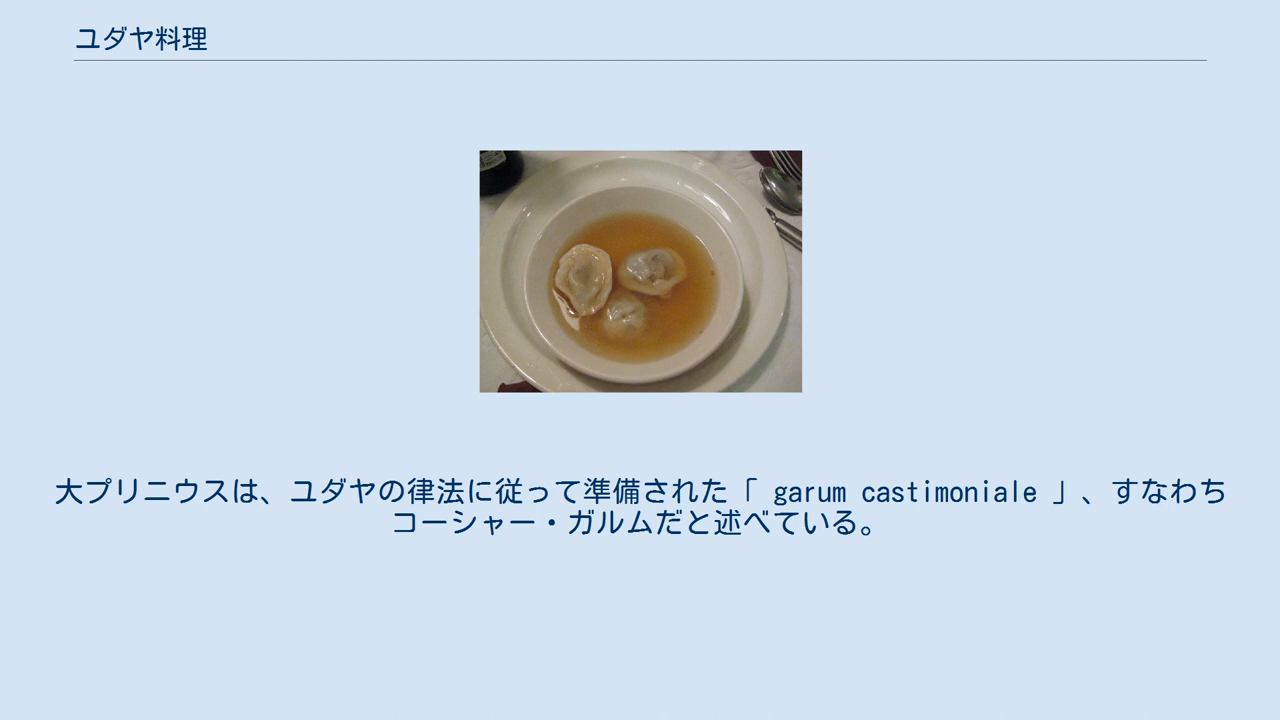 ユダヤ料理
大プリニウスは、ユダヤの律法に従って準備された「 garum castimoniale 」、すなわち
コーシャー・ガルムだと述べている。